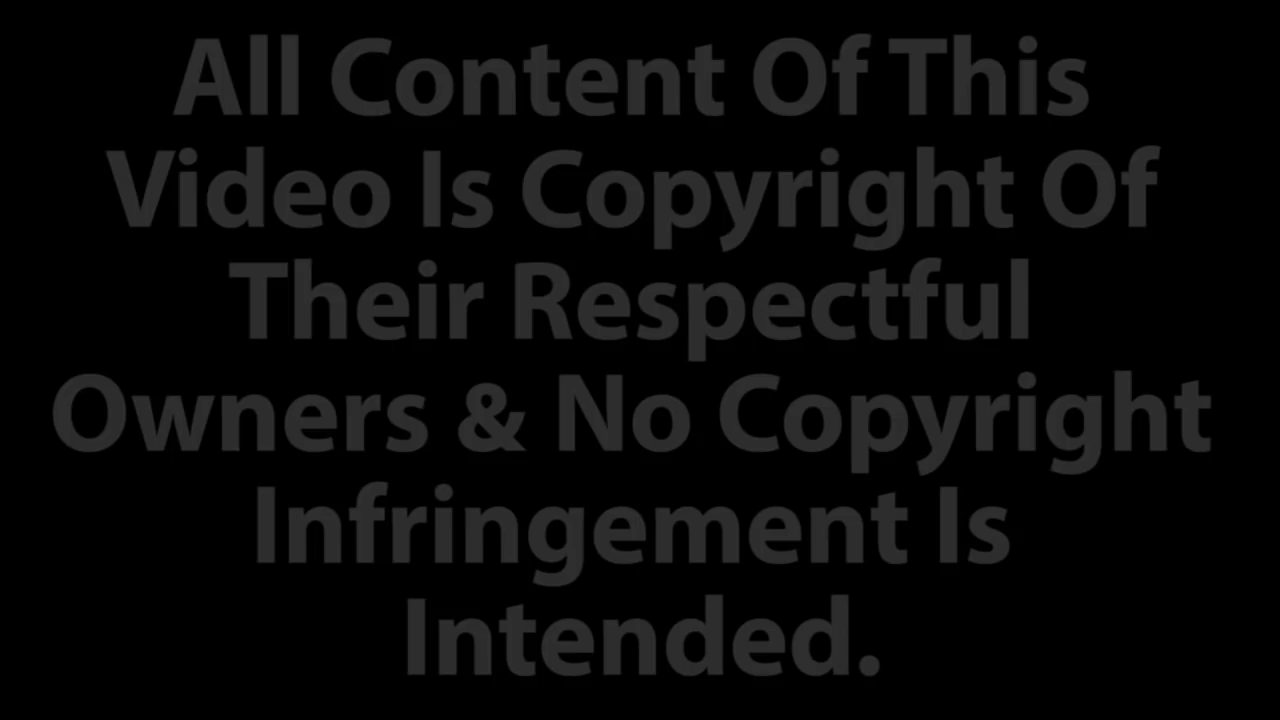 All Content Of This
Video Is Copyright Of
Their Respectful
Owners & No Copyright
Infringement Is
Intended.